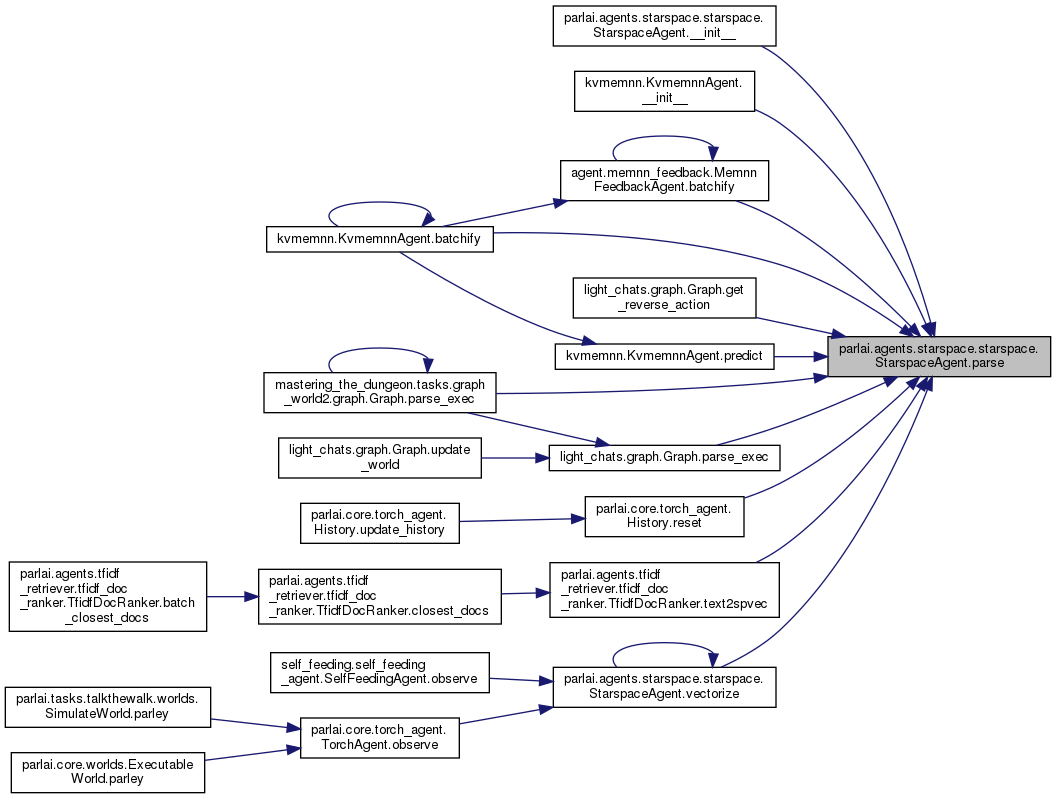 parlai.agents.starspace.starspace.
StarspaceAgent.__init__
kvmemnn.KvmemnnAgent.
__init__
agent.memnn_feedback.Memnn
FeedbackAgent.batchify
kvmemnn.KvmemnnAgent.batchify
light_chats.graph.Graph.get
_reverse_action
parlai.agents.starspace.starspace.
StarspaceAgent.parse
kvmemnn.KvmemnnAgent.predict
mastering_the_dungeon.tasks.graph
_world2.graph.Graph.parse_exec
light_chats.graph.Graph.update
_world
light_chats.graph.Graph.parse_exec
parlai.core.torch_agent.
History.update_history
parlai.core.torch_agent.
History.reset
parlai.agents.tfidf
_retriever.tfidf_doc
_ranker.TfidfDocRanker.batch
_closest_docs
parlai.agents.tfidf
_retriever.tfidf_doc
_ranker.TfidfDocRanker.closest_docs
parlai.agents.tfidf
_retriever.tfidf_doc
_ranker.TfidfDocRanker.text2spvec
self_feeding.self_feeding
_agent.SelfFeedingAgent.observe
parlai.agents.starspace.starspace.
StarspaceAgent.vectorize
parlai.tasks.talkthewalk.worlds.
SimulateWorld.parley
parlai.core.torch_agent.
TorchAgent.observe
parlai.core.worlds.Executable
World.parley